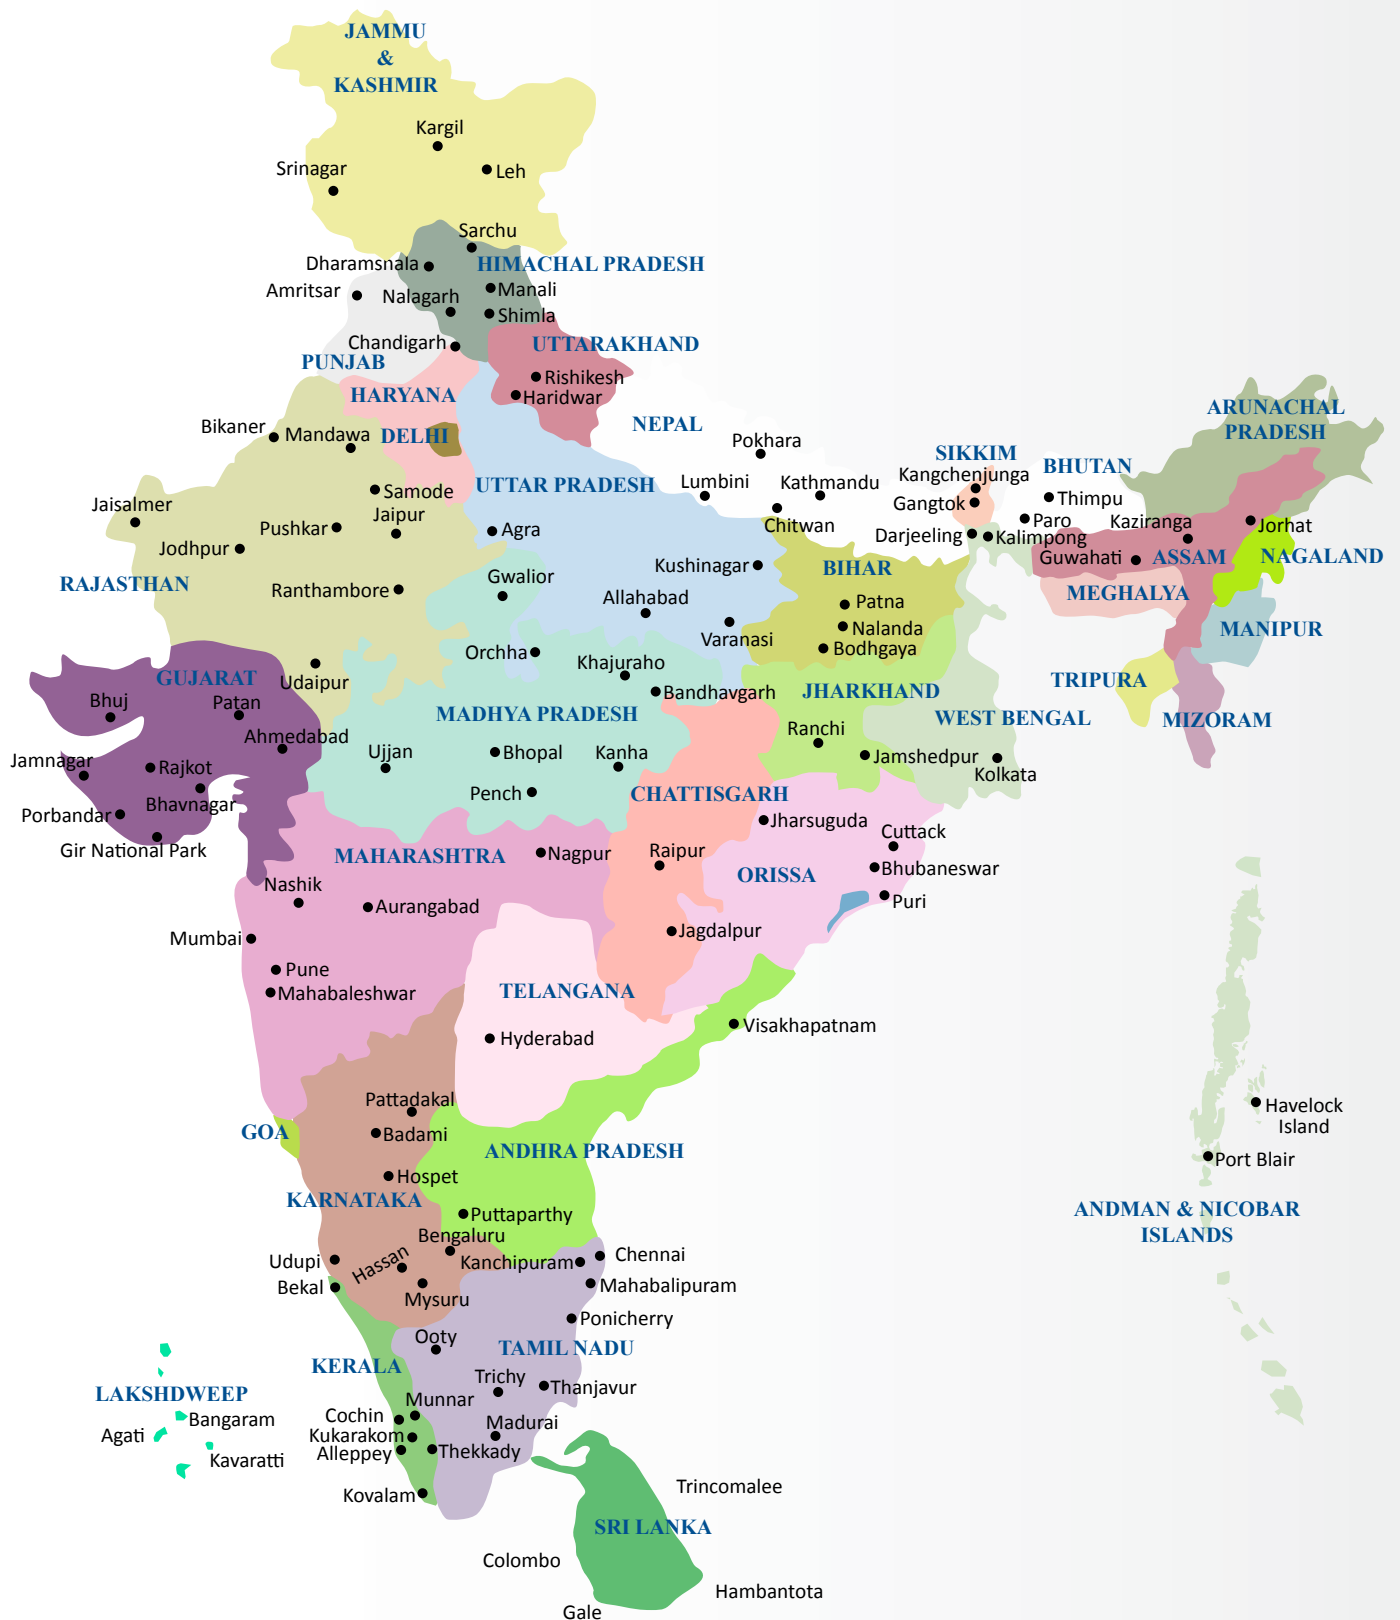 JAMMU
&
KASHMIR
Kargil
Srinagar
Leh
Sarchu
Dharamsnala
HIMACHAL PRADESH
Amritsar
Nalagarh
Manali
Shimla
Chandigarh
UTTARAKHAND
PUNJAB
Rishikesh
HARYANA
Haridwar
Bikaner
Mandawa
DELHI
NEPAL
Pokhara
ARUNACHAL
PRADESH
SIKKIM
Kangchenjunga
BHUTAN
Jaisalmer
Samode
UTTAR PRADESH
Lumbini
Kathmandu
Gangtok
Thimpu
Pushkar
Jaipur
Agra
Chitwan
Darjeeling
Kalimpong
Paro
Kaziranga
Jorhat
Jodhpur
Guwahati
ASSAM
NAGALAND
RAJASTHAN
Ranthambore
Gwalior
Kushinagar
BIHAR
MEGHALYA
Allahabad
Patna
Varanasi
Nalanda
MANIPUR
Orchha
Khajuraho
Bodhgaya
GUJARAT
Udaipur
Bandhavgarh
JHARKHAND
TRIPURA
Bhuj
Patan
MADHYA PRADESH
WEST BENGAL
MIZORAM
Ahmedabad
Ranchi
Jamnagar
Rajkot
Ujjan
Bhopal
Kanha
Jamshedpur
Kolkata
Bhavnagar
Pench
CHATTISGARH
Porbandar
Jharsuguda
Gir National Park
MAHARASHTRA
Nagpur
Raipur
Cuttack
ORISSA
Bhubaneswar
Nashik
Aurangabad
Puri
Mumbai
Jagdalpur
Pune
Mahabaleshwar
TELANGANA
Hyderabad
Visakhapatnam
Pattadakal
Havelock
Island
GOA
Badami
ANDHRA PRADESH
Port Blair
Hospet
KARNATAKA
Puttaparthy
ANDMAN & NICOBAR
ISLANDS
Bengaluru
Udupi
Hassan
Kanchipuram
Chennai
Bekal
Mysuru
Mahabalipuram
Ponicherry
Ooty
TAMIL NADU
KERALA
Trichy
Thanjavur
LAKSHDWEEP
Munnar
Bangaram
Cochin
Madurai
Agati
Kukarakom
Kavaratti
Alleppey
Thekkady
Kovalam
Trincomalee
SRI LANKA
Colombo
Hambantota
Gale